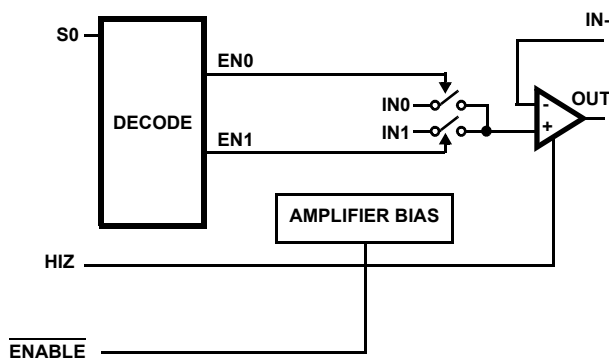 S0
IN-
EN0
DECODE
IN0
OUT
-
IN1
+
EN1
AMPLIFIER BIAS
HIZ
ENABLE